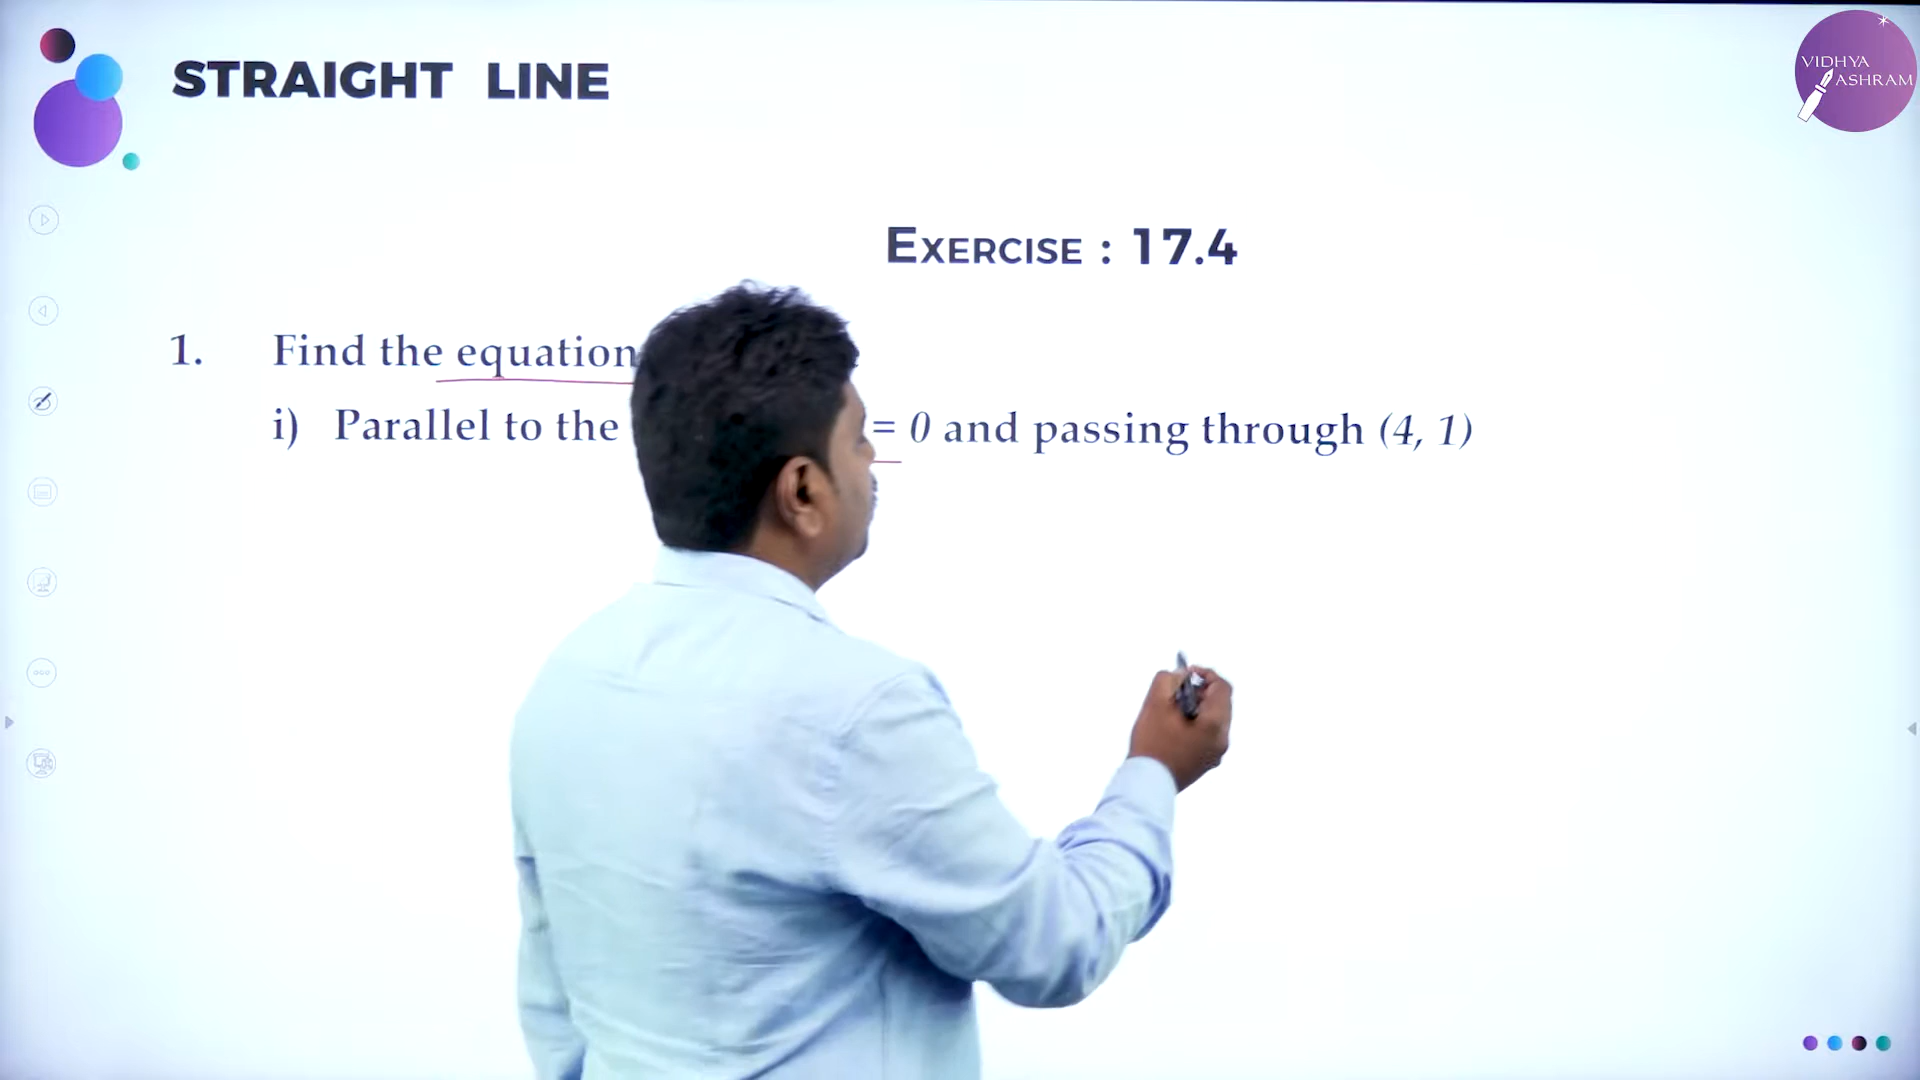 STRAIGHT LINE
VIDHYA
ASHRAM
EXERCISE : 17.4
1. Find the equation
i) Parallel to the = 0 and passing through (4, 1)